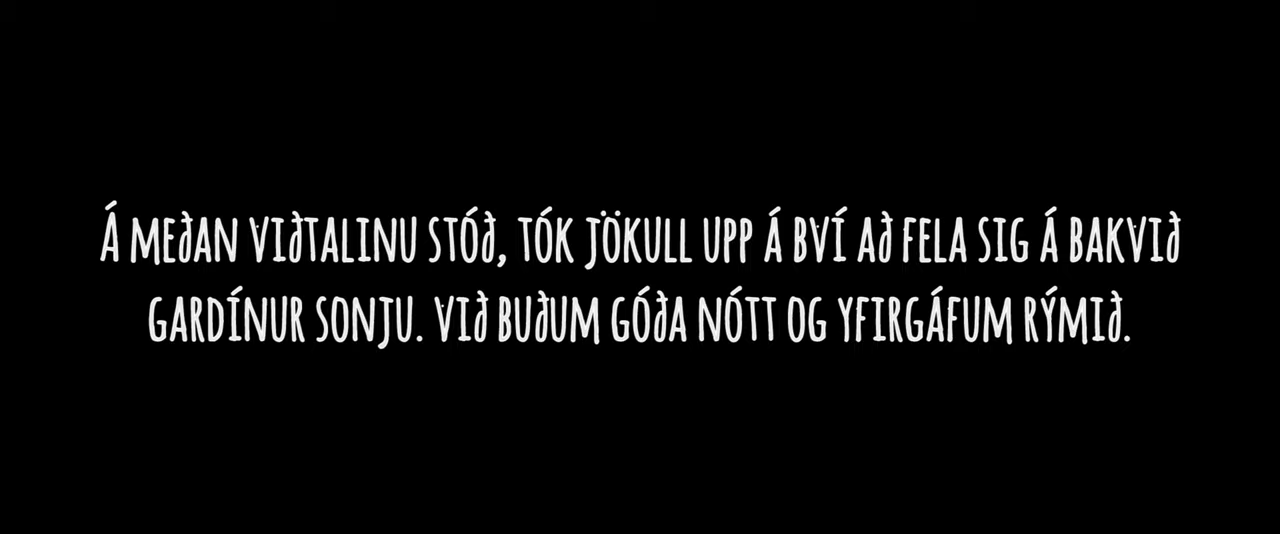 Á MEÐAN VIÐTALINU STÓÐ, TÓK JÖKULL UPP Á ÞVÍ AÐ FELA SIG Á BAKVIÐ
GARDÍNUR SONJU. VIÐ BUÐUM GÓÐA NÓTT OG YFIRGÁFUM RÝMIÐ.